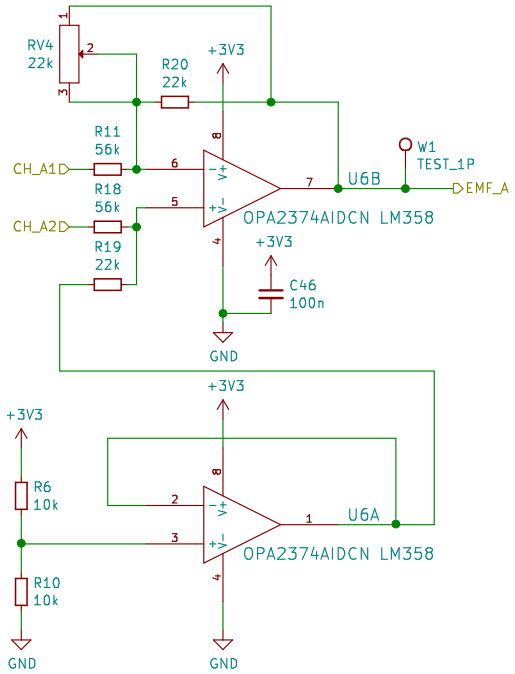 1
RV4
22k
2
3
+3V3
R20
22k
8
R11
56k
CH_A1
6
W1
TEST_1P
R18
56k
V+
U6B
7
EMF_A
5
V-
CH_A2
OPA2374AIDCN LM358
R19
22k
4
+3V3
C46
100n
GND
+3V3
+3V3
8
R6
10k
2
V+
U6A
1
3
V-
OPA2374AIDCN LM358
R10
10k
4
GND
GND